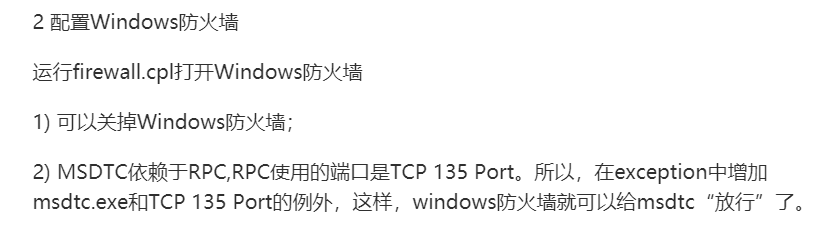 2 配置Windows防火墙
运行firewall.cpl打开Windows防火墙
1) 可以关掉Windows防火墙；
2) MSDTC依赖于RPC,RPC使用的端口是TCP 135 Port。所以，在exception中增加
msdtc.exe和TCP 135 Port的例外，这样，windows防火墙就可以给msdtc“放行”了。